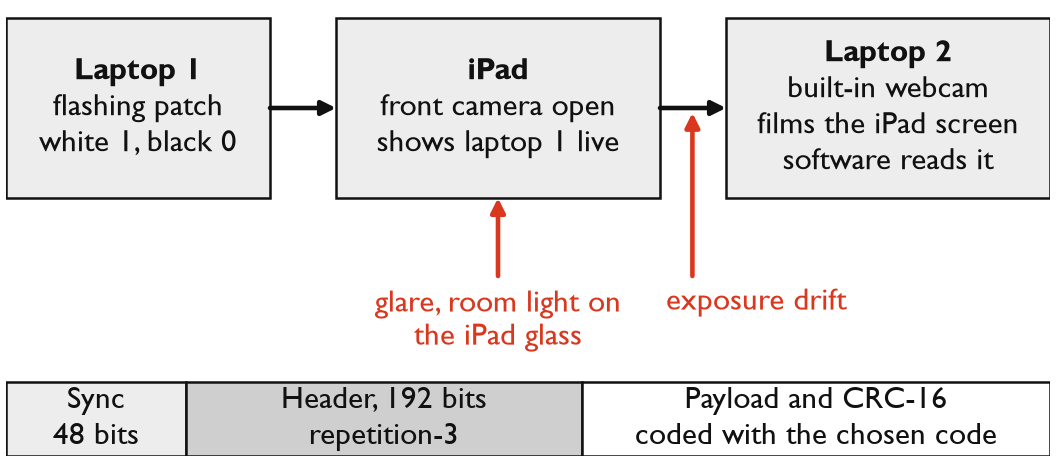 Laptop 1
flashing patch
white 1, black 0
iPad
front camera open
shows laptop 1 live
Laptop 2
built-in webcam
films the iPad screen
software reads it
glare, room light on
the iPad glass
exposure drift
Sync
48 bits
Header, 192 bits
repetition-3
Payload and CRC-16
coded with the chosen code